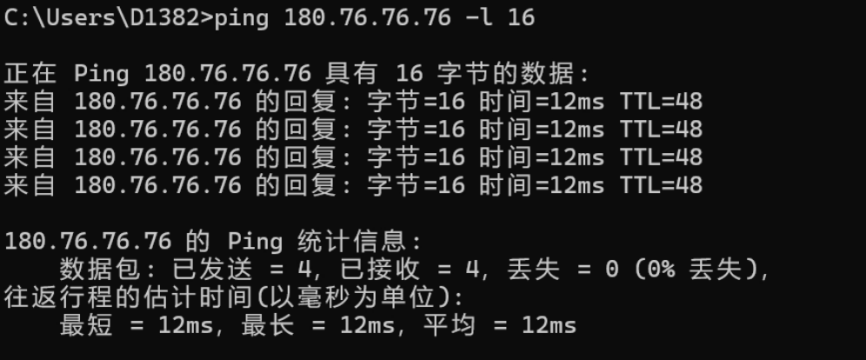 C:\Users\D1382>ping 180.76.76.76 -l 16
正在 Ping 180.76.76.76 具有 16 字节的数据:
来自 180.76.76.76 的回复: 字节=16 时间=12ms TTL=48
来自 180.76.76.76 的回复: 字节=16 时间=12ms TTL=48
来自 180.76.76.76 的回复: 字节=16 时间=12ms TTL=48
来自 180.76.76.76 的回复: 字节=16 时间=12ms TTL=48
180.76.76.76 的 Ping 统计信息:
数据包: 已发送 = 4, 已接收 = 4, 丢失 = 0 (0% 丢失),
往返行程的估计时间(以毫秒为单位):
最短 = 12ms, 最长 = 12ms, 平均 = 12ms